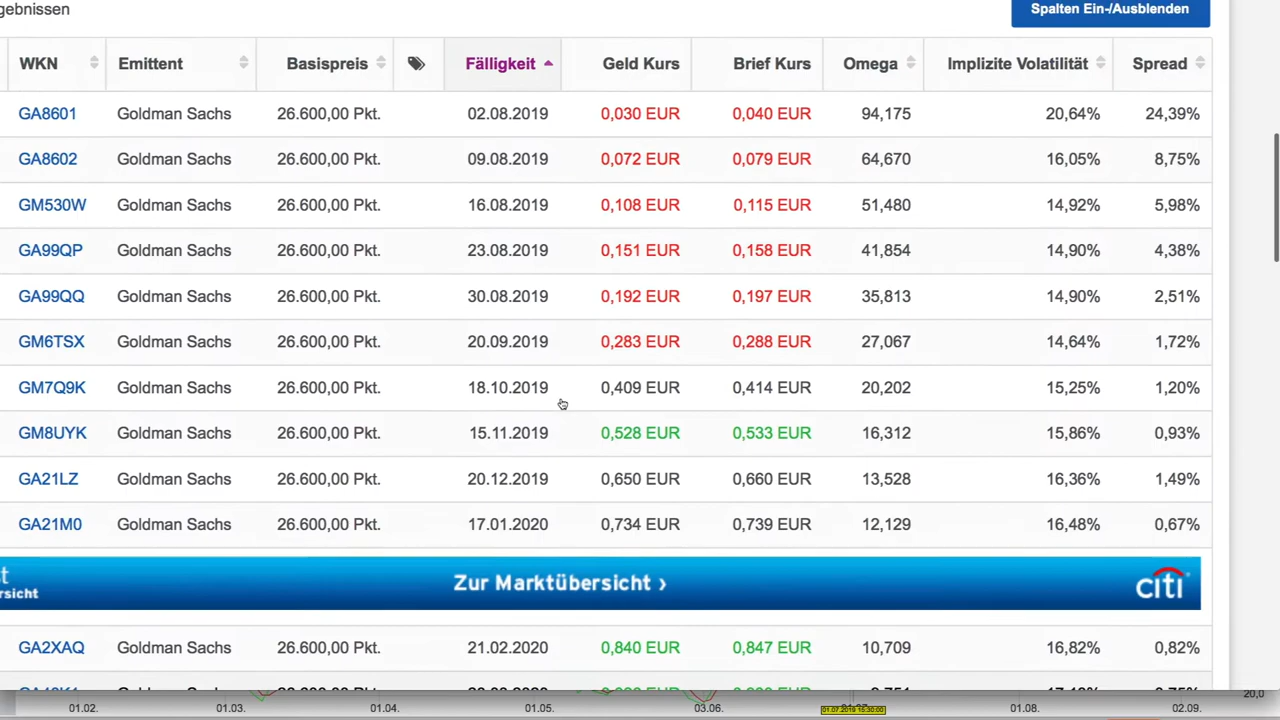 gebnissen
Spalten Ein-/Ausblenden
WKN Emittent Basispreis Fälligkeit Geld Kurs Brief Kurs Omega Implizite Volatilität Spread
GA8601 Goldman Sachs 26.600,00 Pkt. 02.08.2019 0,030 EUR 0,040 EUR 94,175 20,64% 24,39%
GA8602 Goldman Sachs 26.600,00 Pkt. 09.08.2019 0,072 EUR 0,079 EUR 64,670 16,05% 8,75%
GM530W Goldman Sachs 26.600,00 Pkt. 16.08.2019 0,108 EUR 0,115 EUR 51,480 14,92% 5,98%
GA99QP Goldman Sachs 26.600,00 Pkt. 23.08.2019 0,151 EUR 0,158 EUR 41,854 14,90% 4,38%
GA99QQ Goldman Sachs 26.600,00 Pkt. 30.08.2019 0,192 EUR 0,197 EUR 35,813 14,90% 2,51%
GM6TSX Goldman Sachs 26.600,00 Pkt. 20.09.2019 0,283 EUR 0,288 EUR 27,067 14,64% 1,72%
GM7Q9K Goldman Sachs 26.600,00 Pkt. 18.10.2019 0,409 EUR 0,414 EUR 20,202 15,25% 1,20%
GM8UYK Goldman Sachs 26.600,00 Pkt. 15.11.2019 0,528 EUR 0,533 EUR 16,312 15,86% 0,93%
GA21LZ Goldman Sachs 26.600,00 Pkt. 20.12.2019 0,650 EUR 0,660 EUR 13,528 16,36% 1,49%
GA21M0 Goldman Sachs 26.600,00 Pkt. 17.01.2020 0,734 EUR 0,739 EUR 12,129 16,48% 0,67%
st
rsicht
Zur Marktübersicht ›
citi
GA2XAQ Goldman Sachs 26.600,00 Pkt. 21.02.2020 0,840 EUR 0,847 EUR 10,709 16,82% 0,82%
20,0
01.02. 01.03. 01.04. 01.05. 03.06. 01.07.2019 15:30:00 01.08. 02.09.